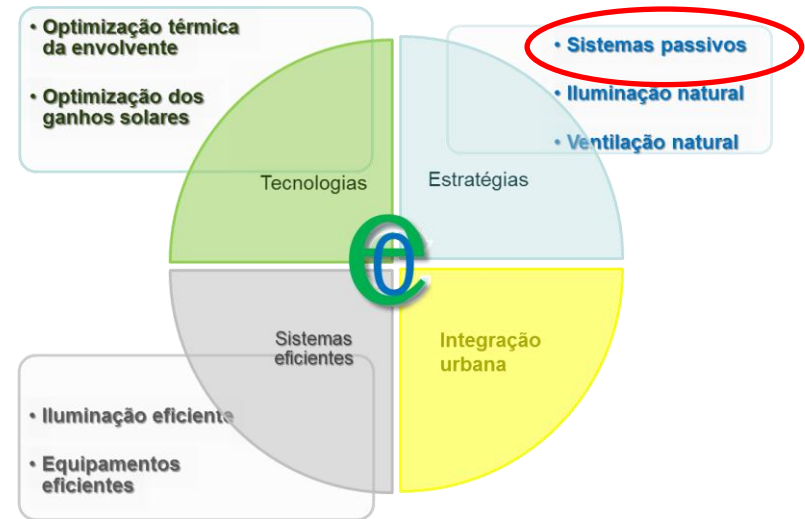 • Optimização térmica
da envolvente
• Optimização dos
ganhos solares
• Sistemas passivos
• Iluminação natural
• Ventilação natural
Tecnologias
Estratégias
e
0
Sistemas
eficientes
Integração
urbana
• Iluminação eficiente
• Equipamentos
eficientes